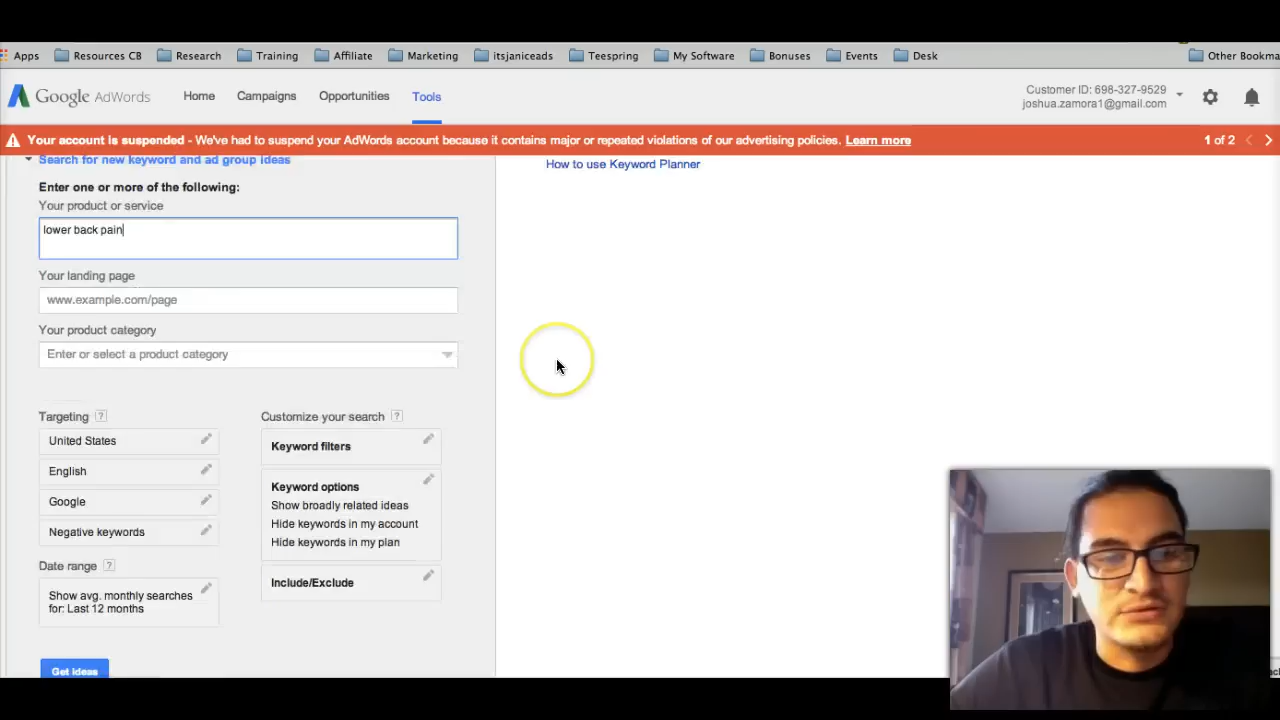 Apps Resources CB Research Training Affiliate Marketing itsjaniceads Teespring My Software Bonuses Events Desk Other Bookma
Google AdWords Home Campaigns Opportunities Tools
Customer ID: 698-327-9529
joshua.zamora1@gmail.com
Your account is suspended - We've had to suspend your AdWords account because it contains major or repeated violations of our advertising policies. Learn more 1 of 2
Search for new keyword and ad group ideas
How to use Keyword Planner
Enter one or more of the following:
Your product or service
lower back pain
Your landing page
www.example.com/page
Your product category
Enter or select a product category
Targeting ?
United States
English
Google
Negative keywords
Date range ?
Show avg. monthly searches
for: Last 12 months
Customize your search ?
Keyword filters
Keyword options
Show broadly related ideas
Hide keywords in my account
Hide keywords in my plan
Include/Exclude
Get ideas